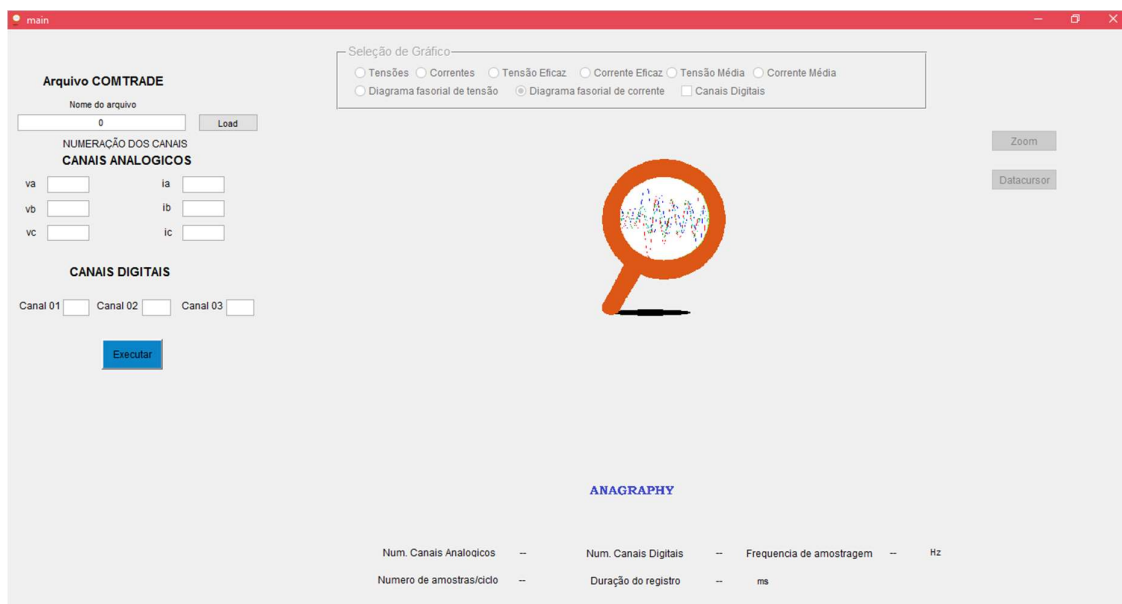 main
Seleção de Gráfico
Tensões Correntes Tensão Eficaz Corrente Eficaz Tensão Média Corrente Média
Diagrama fasorial de tensão Diagrama fasorial de corrente Canais Digitais
Arquivo COMTRADE
Nome do arquivo
0 Load
NUMERAÇÃO DOS CANAIS
CANAIS ANALOGICOS
va ia
vb ib
vc ic
CANAIS DIGITAIS
Canal 01 Canal 02 Canal 03
Executar
Zoom
Datacursor
ANAGRAPHY
Num. Canais Analogicos -- Num. Canais Digitais -- Frequencia de amostragem -- Hz
Numero de amostras/ciclo -- Duração do registro -- ms